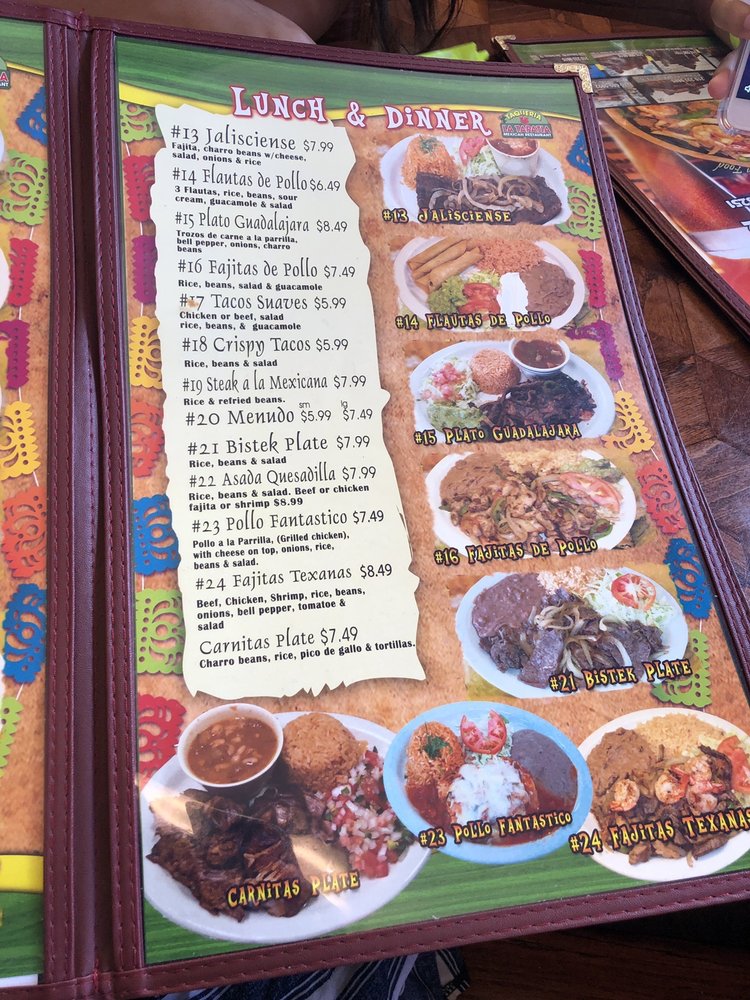 LUNCH & DINNER
TAQUERIA
LA TAPATIA
MEXICAN RESTAURANT
#13 Jalisciense $7.99
Fajita, charro beans w/cheese,
salad, onions & rice
#14 Flautas de Pollo $6.49
3 Flautas, rice, beans, sour
cream, guacamole & salad
#15 Plato Guadalajara $8.49
Trozos de carne a la parrilla,
bell pepper, onions, charro
beans
#16 Fajitas de Pollo $7.49
Rice, beans, salad & guacamole
#17 Tacos Suaves $5.99
Chicken or beef, salad
rice, beans, & guacamole
#18 Crispy Tacos $5.99
Rice, beans & salad
#19 Steak a la Mexicana $7.99
Rice & refried beans.
sm lg
#20 Menudo $5.99 $7.49
#21 Bistek Plate $7.99
Rice, beans & salad
#22 Asada Quesadilla $7.99
Rice, beans & salad. Beef or chicken
fajita or shrimp $8.99
#23 Pollo Fantastico $7.49
Pollo a la Parrilla, (Grilled chicken),
with cheese on top, onions, rice,
beans & salad.
#24 Fajitas Texanas $8.49
Beef, Chicken, Shrimp, rice, beans,
onions, bell pepper, tomatoe &
salad
Carnitas Plate $7.49
Charro beans, rice, pico de gallo & tortillas.
#13 JALISCIENSE
#14 FLAUTAS DE POLLO
#15 PLATO GUADALAJARA
#16 FAJITAS DE POLLO
#21 BISTEK PLATE
CARNITAS PLATE
#23 POLLO FANTASTICO
#24 FAJITAS TEXANAS